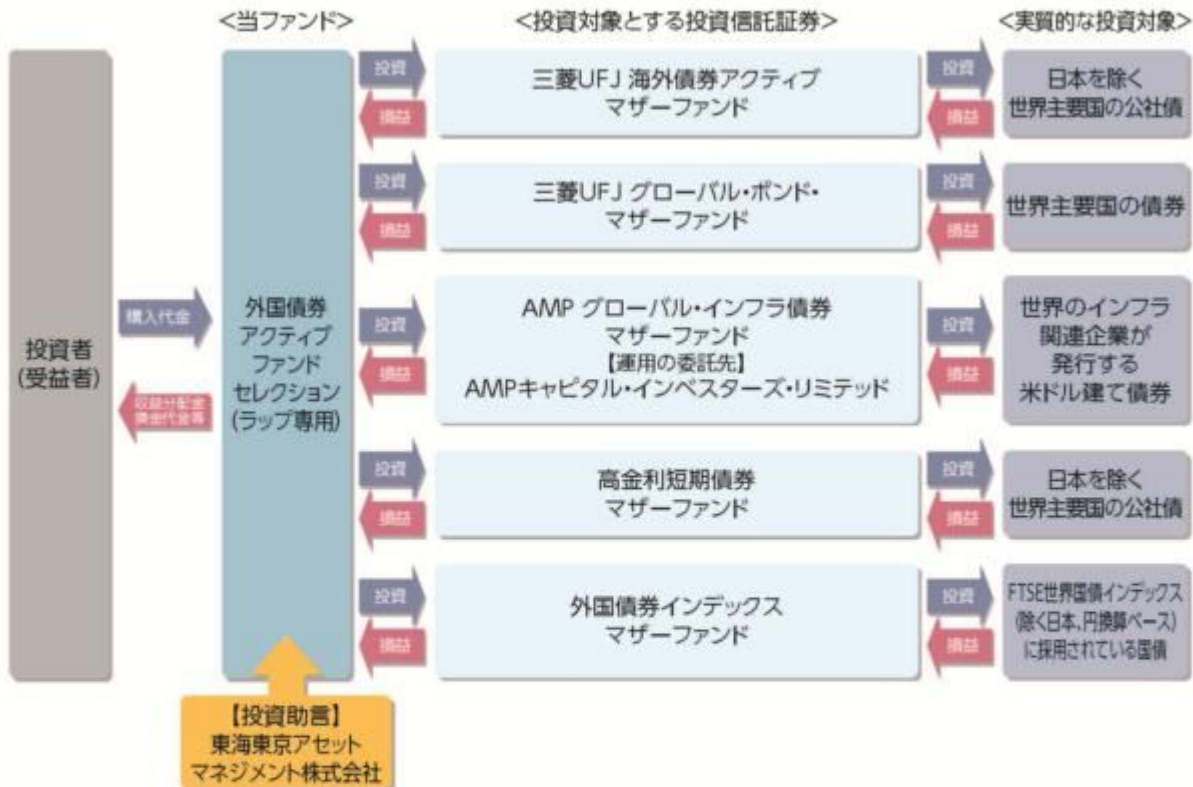 <当ファンド>
<投資対象とする投資信託証券>
<実質的な投資対象>
投資者
(受益者)
購入代金
収益分配金
換金代金等
外国債券
アクティブ
ファンド
セレクション
(ラップ専用)
【投資助言】
東海東京アセット
マネジメント株式会社
投資
損益
三菱UFJ 海外債券アクティブ
マザーファンド
投資
損益
日本を除く
世界主要国の公社債
投資
損益
三菱UFJ グローバル・ボンド・
マザーファンド
投資
損益
世界主要国の債券
投資
損益
AMP グローバル・インフラ債券
マザーファンド
【運用の委託先】
AMPキャピタル・インベスターズ・リミテッド
投資
損益
世界のインフラ
関連企業が
発行する
米ドル建て債券
投資
損益
高金利短期債券
マザーファンド
投資
損益
日本を除く
世界主要国の公社債
投資
損益
外国債券インデックス
マザーファンド
投資
損益
FTSE世界国債インデックス
(除く日本、円換算ベース)
に採用されている国債